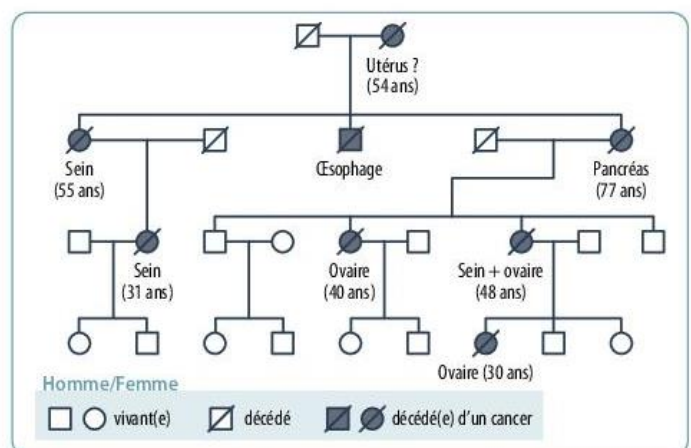 Utérus ?
(54 ans)
Sein
(55 ans)
Œsophage
Pancréas
(77 ans)
Sein
(31 ans)
Ovaire
(40 ans)
Sein + ovaire
(48 ans)
Ovaire (30 ans)
Homme/Femme
vivant(e)
décédé
décédé(e) d'un cancer